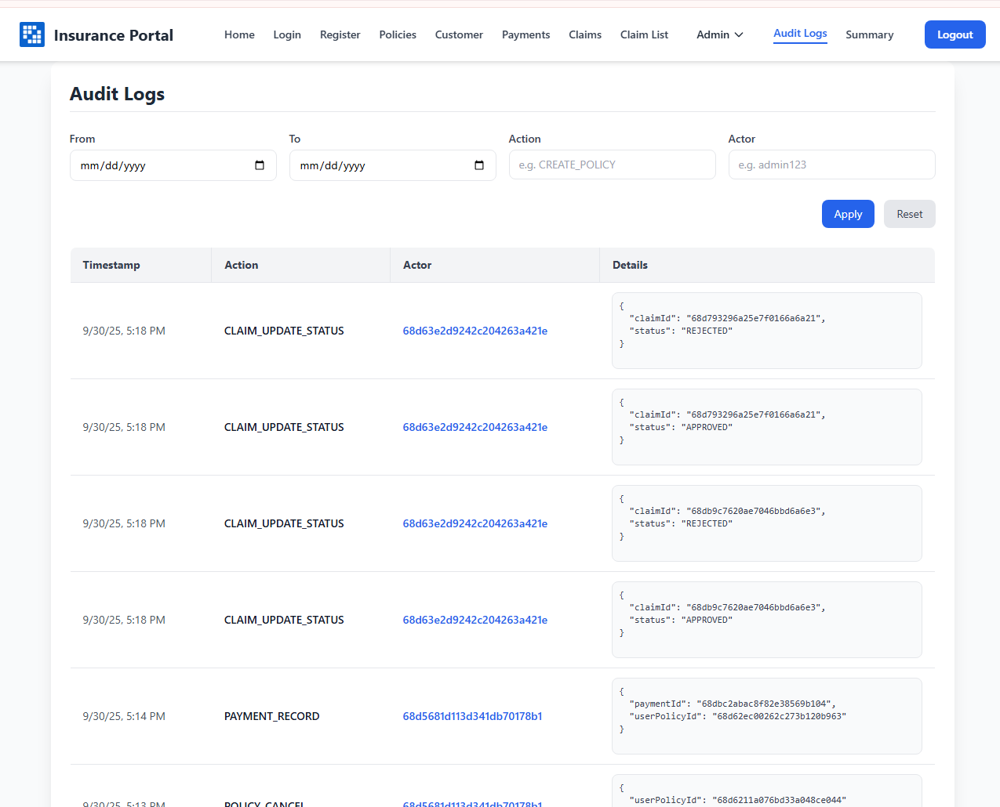 Insurance Portal
Home Login Register Policies Customer Payments Claims Claim List Admin Audit Logs Summary Logout
Audit Logs
From To Action Actor
mm/dd/yyyy mm/dd/yyyy e.g. CREATE_POLICY e.g. admin123
Apply Reset
Timestamp Action Actor Details
9/30/25, 5:18 PM CLAIM_UPDATE_STATUS 68d63e2d9242c204263a421e
{
"claimId": "68d793296a25e7f0166a6a21",
"status": "REJECTED"
}
9/30/25, 5:18 PM CLAIM_UPDATE_STATUS 68d63e2d9242c204263a421e
{
"claimId": "68d793296a25e7f0166a6a21",
"status": "APPROVED"
}
9/30/25, 5:18 PM CLAIM_UPDATE_STATUS 68d63e2d9242c204263a421e
{
"claimId": "68db9c7620ae7046bbd6a6e3",
"status": "REJECTED"
}
9/30/25, 5:18 PM CLAIM_UPDATE_STATUS 68d63e2d9242c204263a421e
{
"claimId": "68db9c7620ae7046bbd6a6e3",
"status": "APPROVED"
}
9/30/25, 5:14 PM PAYMENT_RECORD 68d5681d113d341db70178b1
{
"paymentId": "68dbc2abac8f82e38569b104",
"userPolicyId": "68d62ec00262c273b120b963"
}
9/30/25, 5:13 PM POLICY_CANCEL 68d5681d113d341db70178b1
{
"userPolicyId": "68d6211a076bd33a048ce044"